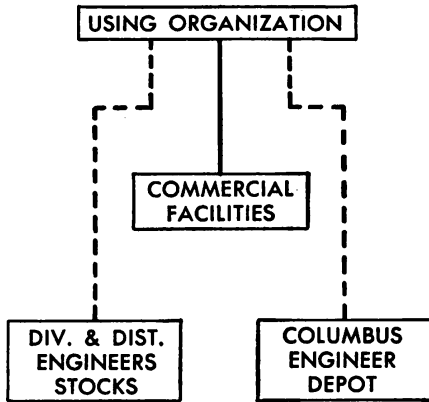 USING ORGANIZATION
COMMERCIAL
FACILITIES
DIV. & DIST.
ENGINEERS
STOCKS
COLUMBUS
ENGINEER
DEPOT